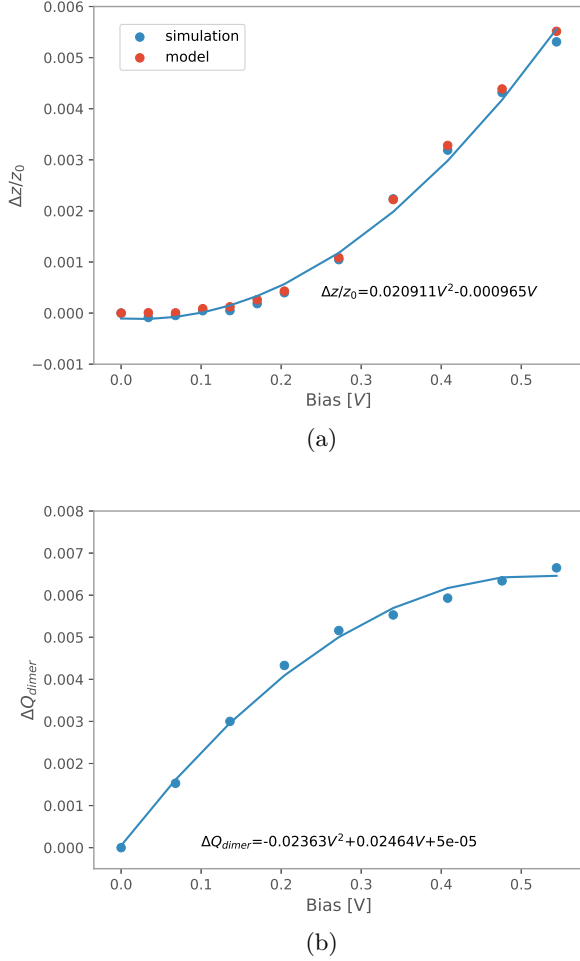 0.006
0.005
0.004
0.003
0.002
0.001
0.000
−0.001
Δz/z₀
simulation
model
Δz/z₀=0.020911V²-0.000965V
0.0 0.1 0.2 0.3 0.4 0.5
Bias [V]
(a)
0.008
0.007
0.006
0.005
0.004
0.003
0.002
0.001
0.000
ΔQ_dimer
ΔQ_dimer=-0.02363V²+0.02464V+5e-05
0.0 0.1 0.2 0.3 0.4 0.5
Bias [V]
(b)